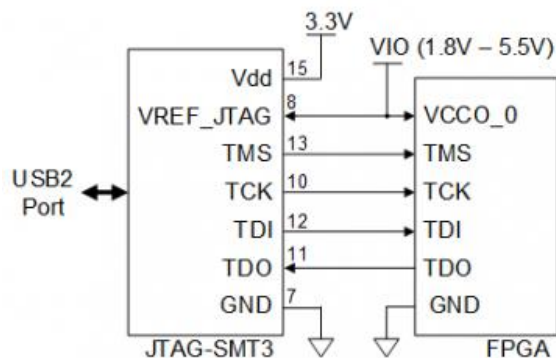 3.3V
VIO (1.8V – 5.5V)
Vdd 15
VREF_JTAG 8 VCCO_0
TMS 13 TMS
USB2
Port
TCK 10 TCK
TDI 12 TDI
TDO 11 TDO
GND 7 GND
JTAG-SMT3 FPGA